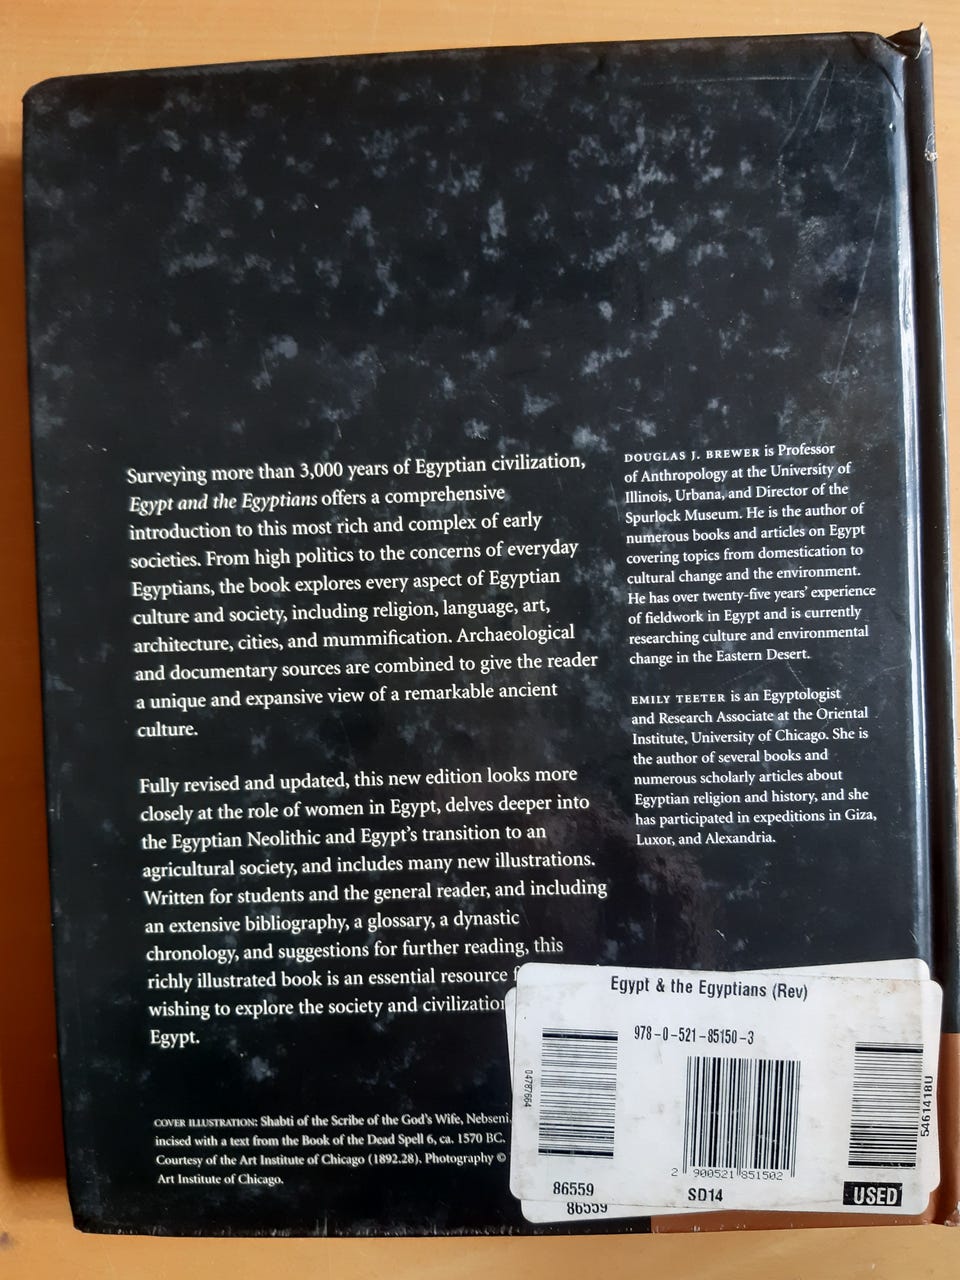 Surveying more than 3,000 years of Egyptian civilization,
Egypt and the Egyptians offers a comprehensive
introduction to this most rich and complex of early
societies. From high politics to the concerns of everyday
Egyptians, the book explores every aspect of Egyptian
culture and society, including religion, language, art,
architecture, cities, and mummification. Archaeological
and documentary sources are combined to give the reader
a unique and expansive view of a remarkable ancient
culture.
Fully revised and updated, this new edition looks more
closely at the role of women in Egypt, delves deeper into
the Egyptian Neolithic and Egypt's transition to an
agricultural society, and includes many new illustrations.
Written for students and the general reader, and including
an extensive bibliography, a glossary, a dynastic
chronology, and suggestions for further reading, this
richly illustrated book is an essential resource
wishing to explore the society and
Egypt.
COVER ILLUSTRATION: Shabti of the Scribe of the God's Wife, Nebseni,
incised with a text from the Book of the Dead Spell 6, ca. 1570 BC.
Courtesy of the Art Institute of Chicago (1892.28). Photography ©
Art Institute of Chicago.
DOUGLAS J. BREWER is Professor
of Anthropology at the University of
Illinois, Urbana, and Director of the
Spurlock Museum. He is the author of
numerous books and articles on Egypt
covering topics from domestication to
cultural change and the environment.
He has over twenty-five years' experience
of fieldwork in Egypt and is currently
researching culture and environmental
change in the Eastern Desert.
EMILY TEETER is an Egyptologist
and Research Associate at the Oriental
Institute, University of Chicago. She is
the author of several books and
numerous scholarly articles about
Egyptian religion and history, and she
has participated in expeditions in Giza,
Luxor, and Alexandria.
Egypt & the Egyptians (Rev)
978-0-521-85150-3
04787664
5461418U
2 900521 851502
86559
SD14
USED
86559